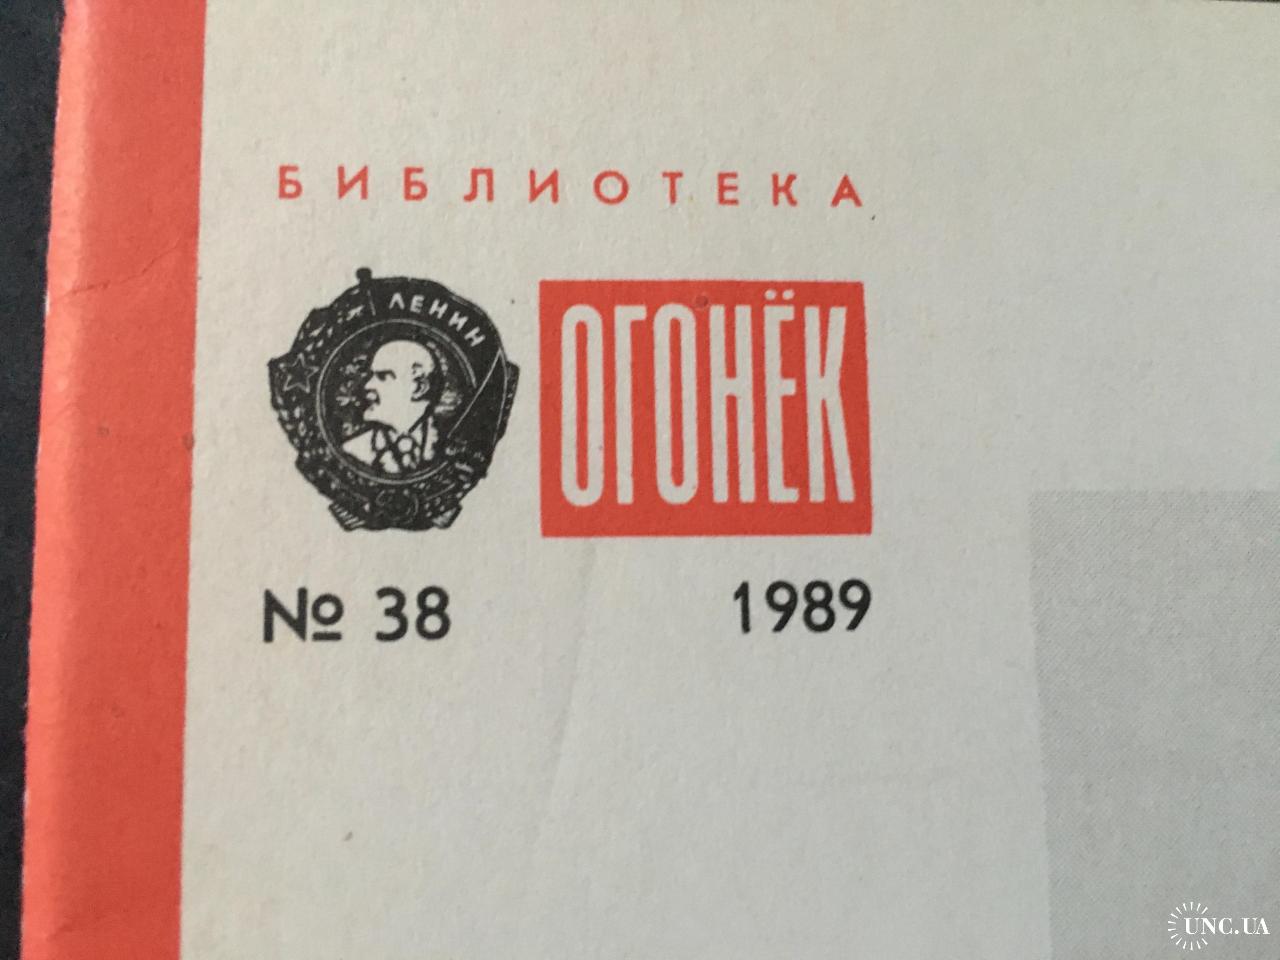 БИБЛИОТЕКА
ЛЕНИН
ОГОНЁК
№ 38
1989
UNC.UA